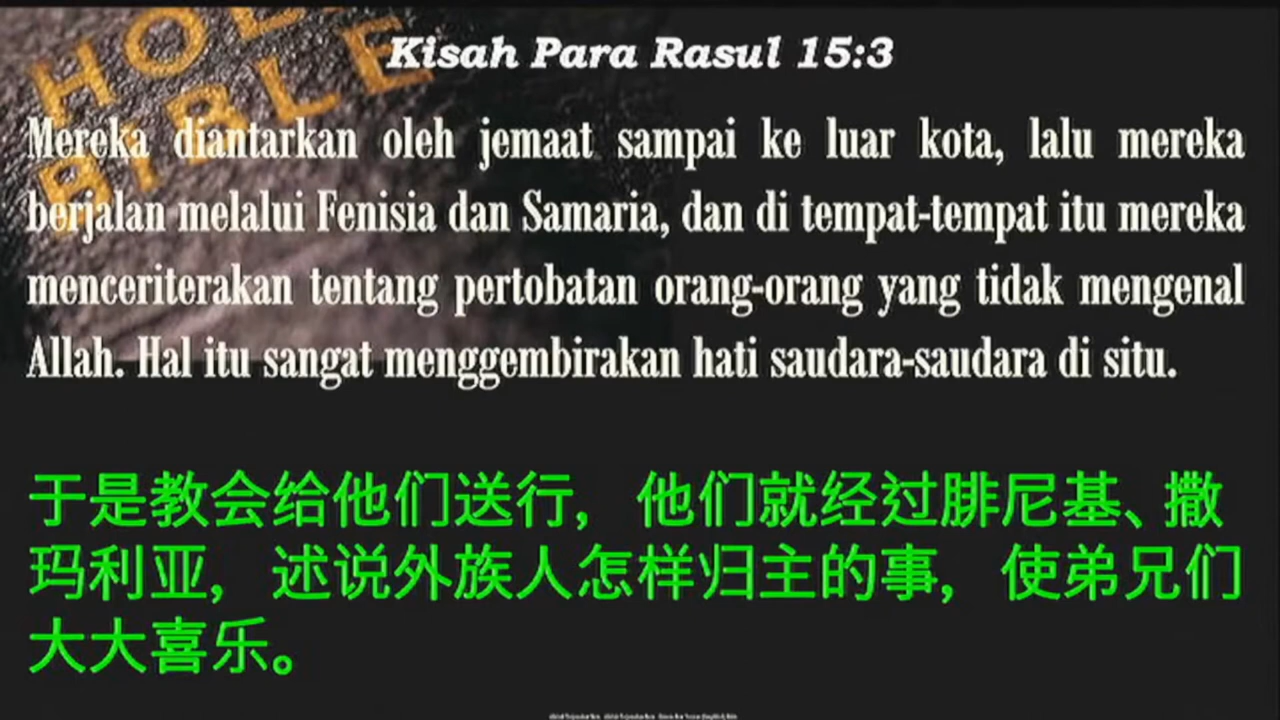 HOLY
BIBLE
Kisah Para Rasul 15:3
Mereka diantarkan oleh jemaat sampai ke luar kota, lalu mereka
berjalan melalui Fenisia dan Samaria, dan di tempat-tempat itu mereka
menceriterakan tentang pertobatan orang-orang yang tidak mengenal
Allah. Hal itu sangat menggembirakan hati saudara-saudara di situ.
于是教会给他们送行，他们就经过腓尼基、撒
玛利亚，述说外族人怎样归主的事，使弟兄们
大大喜乐。